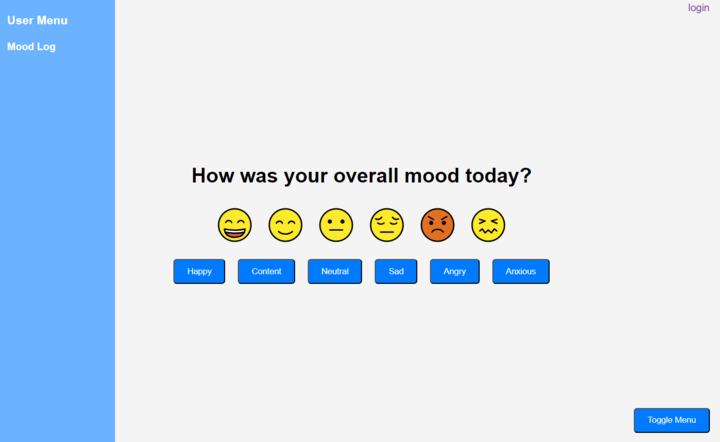 login
User Menu
Mood Log
How was your overall mood today?
Happy Content Neutral Sad Angry Anxious
Toggle Menu